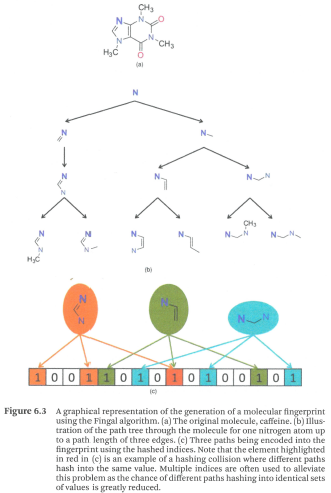 CH₃
N
N
O
N
N
CH₃
H₃C
O
(a)
N
N
N
N
N
N
N
N
N
CH₃
N
N
N
N
N
N
N
N
N
N
N
H₃C
(b)
N
N
N
N
N
1 0 0 1 1 0 1 0 1 0 1 0 0 1 0 1
(c)
Figure 6.3 A graphical representation of the generation of a molecular fingerprint
using the Fingal algorithm. (a) The original molecule, caffeine. (b) Illus-
tration of the path tree through the molecule for one nitrogen atom up
to a path length of three edges. (c) Three paths being encoded into the
fingerprint using the hashed indices. Note that the element highlighted
in red in (c) is an example of a hashing collision where different paths
hash into the same value. Multiple indices are often used to alleviate
this problem as the chance of different paths hashing into identical sets
of values is greatly reduced.